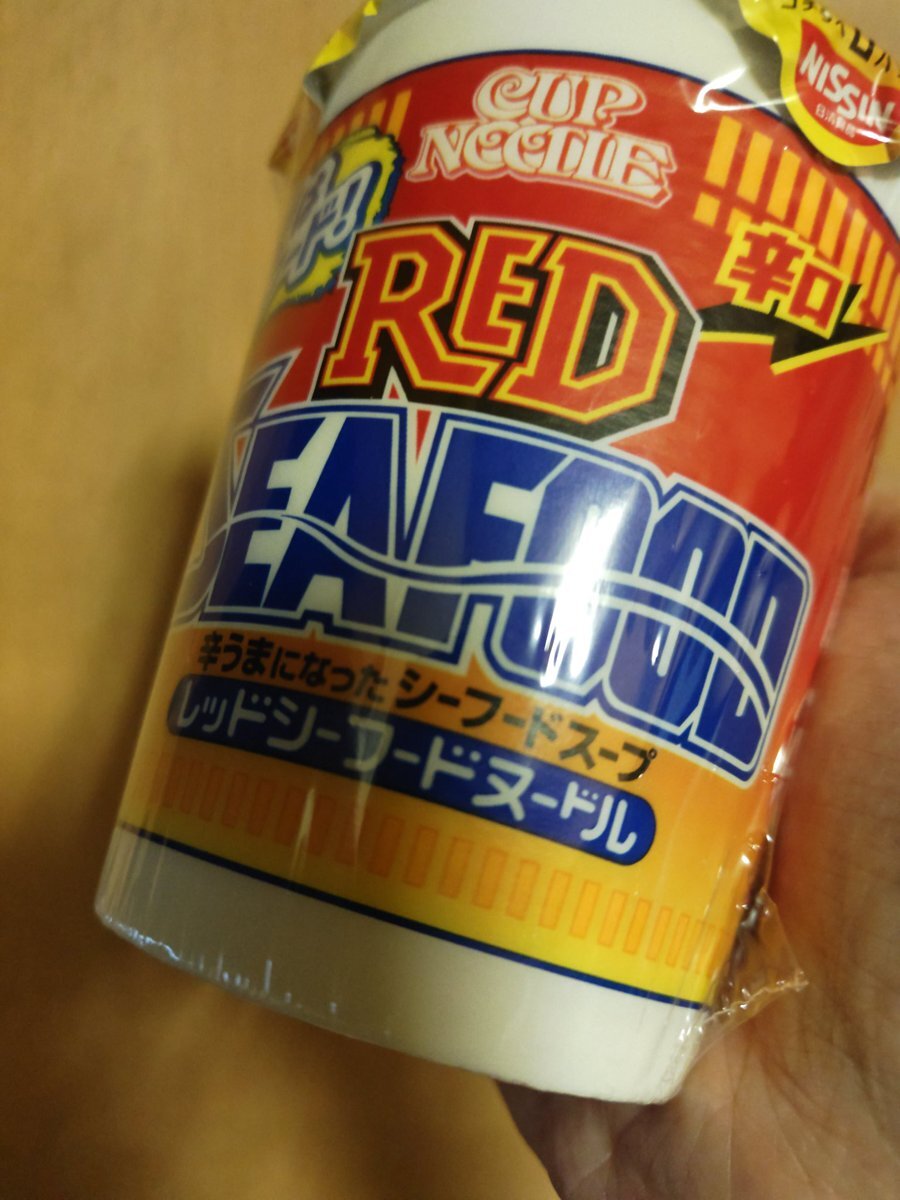 CUP
NOODLE
NISSIN
RED
辛口
SEAFOOD
辛うまになったシーフードスープ
レッドシーフードヌードル